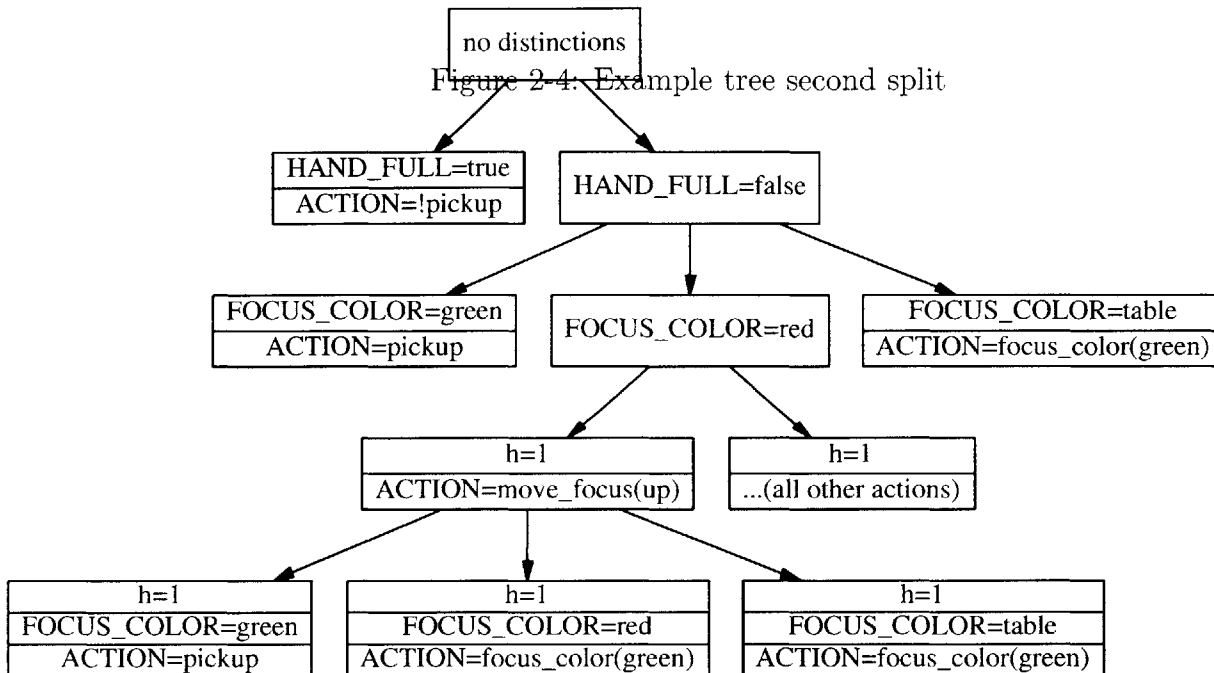 no distinctions
Figure 2-4: Example tree second split
HAND_FULL=true
ACTION=!pickup
HAND_FULL=false
FOCUS_COLOR=green
ACTION=pickup
FOCUS_COLOR=red
FOCUS_COLOR=table
ACTION=focus_color(green)
h=1
ACTION=move_focus(up)
h=1
...(all other actions)
h=1
FOCUS_COLOR=green
ACTION=pickup
h=1
FOCUS_COLOR=red
ACTION=focus_color(green)
h=1
FOCUS_COLOR=table
ACTION=focus_color(green)